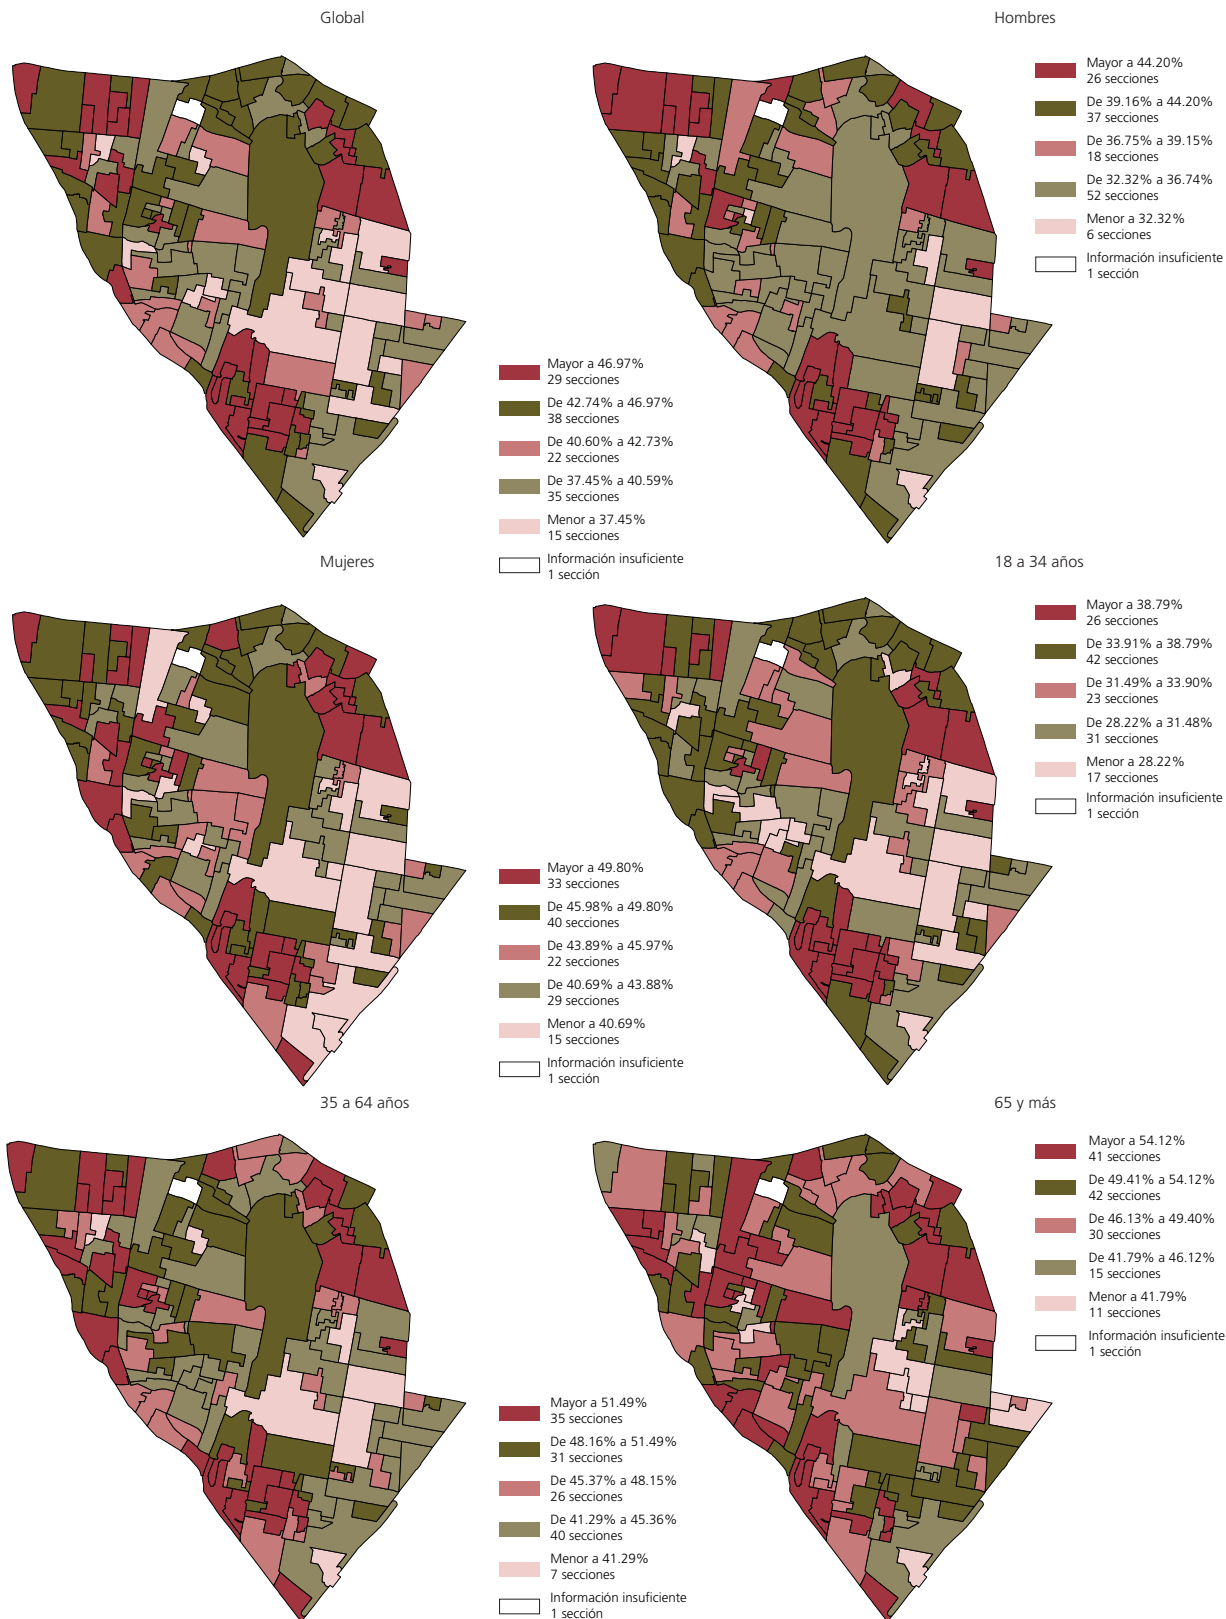 Global
Mayor a 46.97%
29 secciones
De 42.74% a 46.97%
38 secciones
De 40.60% a 42.73%
22 secciones
De 37.45% a 40.59%
35 secciones
Menor a 37.45%
15 secciones
Información insuficiente
1 sección
Hombres
Mayor a 44.20%
26 secciones
De 39.16% a 44.20%
37 secciones
De 36.75% a 39.15%
18 secciones
De 32.32% a 36.74%
52 secciones
Menor a 32.32%
6 secciones
Información insuficiente
1 sección
Mujeres
Mayor a 49.80%
33 secciones
De 45.98% a 49.80%
40 secciones
De 43.89% a 45.97%
22 secciones
De 40.69% a 43.88%
29 secciones
Menor a 40.69%
15 secciones
Información insuficiente
1 sección
18 a 34 años
Mayor a 38.79%
26 secciones
De 33.91% a 38.79%
42 secciones
De 31.49% a 33.90%
23 secciones
De 28.22% a 31.48%
31 secciones
Menor a 28.22%
17 secciones
Información insuficiente
1 sección
35 a 64 años
Mayor a 51.49%
35 secciones
De 48.16% a 51.49%
31 secciones
De 45.37% a 48.15%
26 secciones
De 41.29% a 45.36%
40 secciones
Menor a 41.29%
7 secciones
Información insuficiente
1 sección
65 y más
Mayor a 54.12%
41 secciones
De 49.41% a 54.12%
42 secciones
De 46.13% a 49.40%
30 secciones
De 41.79% a 46.12%
15 secciones
Menor a 41.79%
11 secciones
Información insuficiente
1 sección